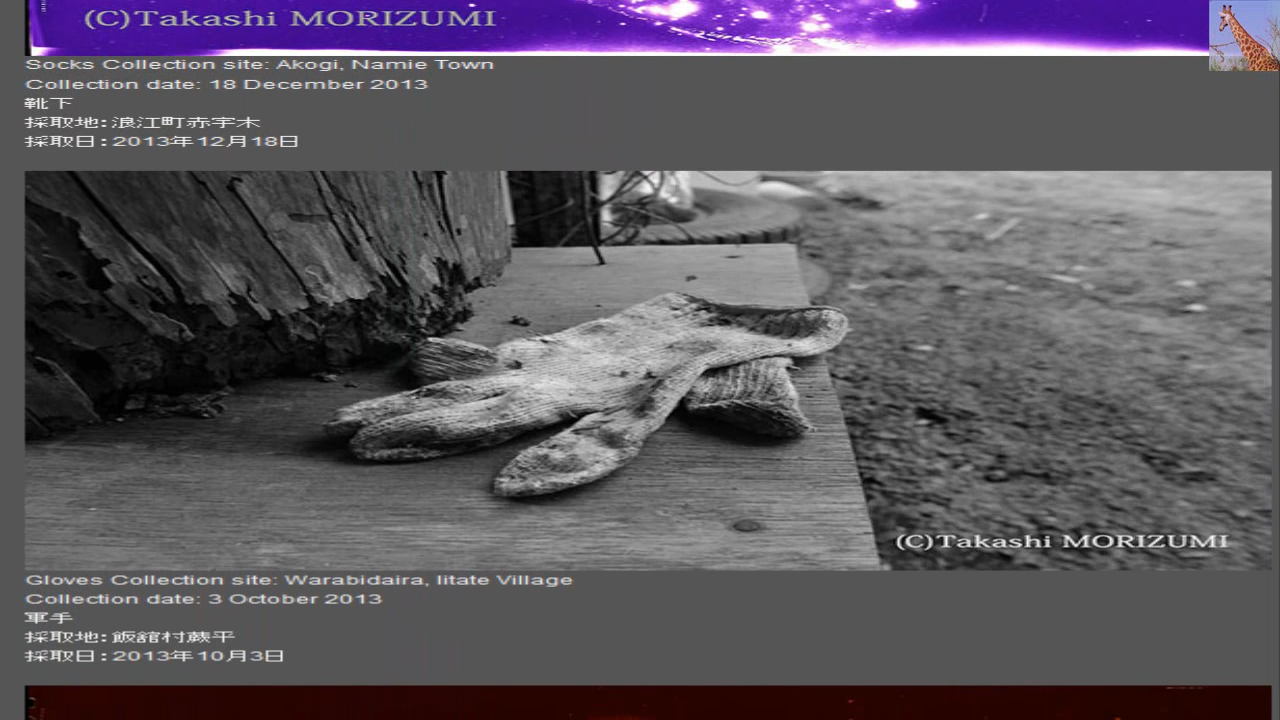 (C)Takashi MORIZUMI
Socks Collection site: Akogi, Namie Town
Collection date: 18 December 2013
靴下
採取地:浪江町赤宇木
採取日:2013年12月18日
(C)Takashi MORIZUMI
Gloves Collection site: Warabidaira, Iitate Village
Collection date: 3 October 2013
軍手
採取地:飯舘村蕨平
採取日:2013年10月3日